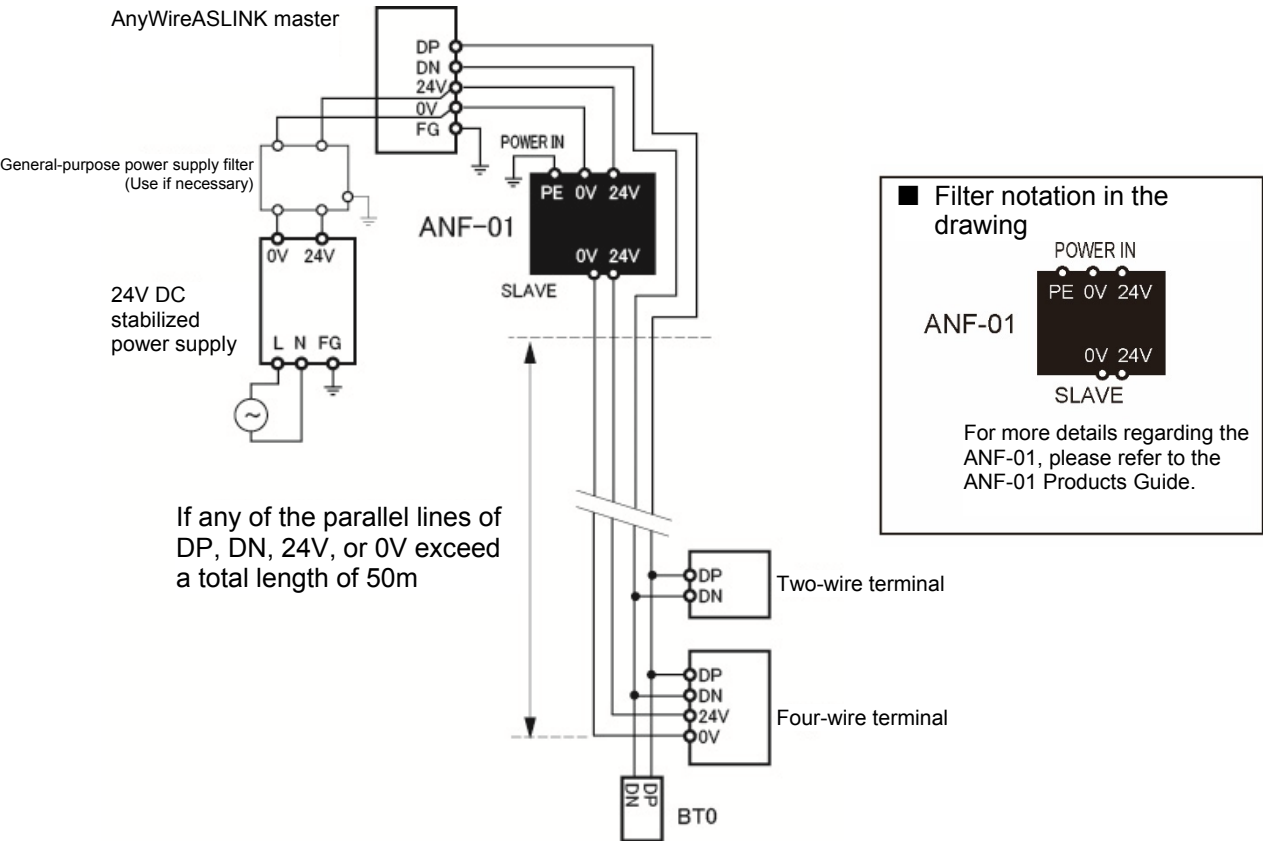 AnyWireASLINK master
DP
DN
24V
0V
FG
General-purpose power supply filter
(Use if necessary)
POWER IN
PE 0V 24V
ANF-01
0V 24V
SLAVE
0V 24V
24V DC
stabilized
power supply
L N FG
~
If any of the parallel lines of
DP, DN, 24V, or 0V exceed
a total length of 50m
DP
DN
Two-wire terminal
DP
DN
24V
0V
Four-wire terminal
DN
DP
BT0
■ Filter notation in the
drawing
POWER IN
PE 0V 24V
ANF-01
0V 24V
SLAVE
For more details regarding the
ANF-01, please refer to the
ANF-01 Products Guide.